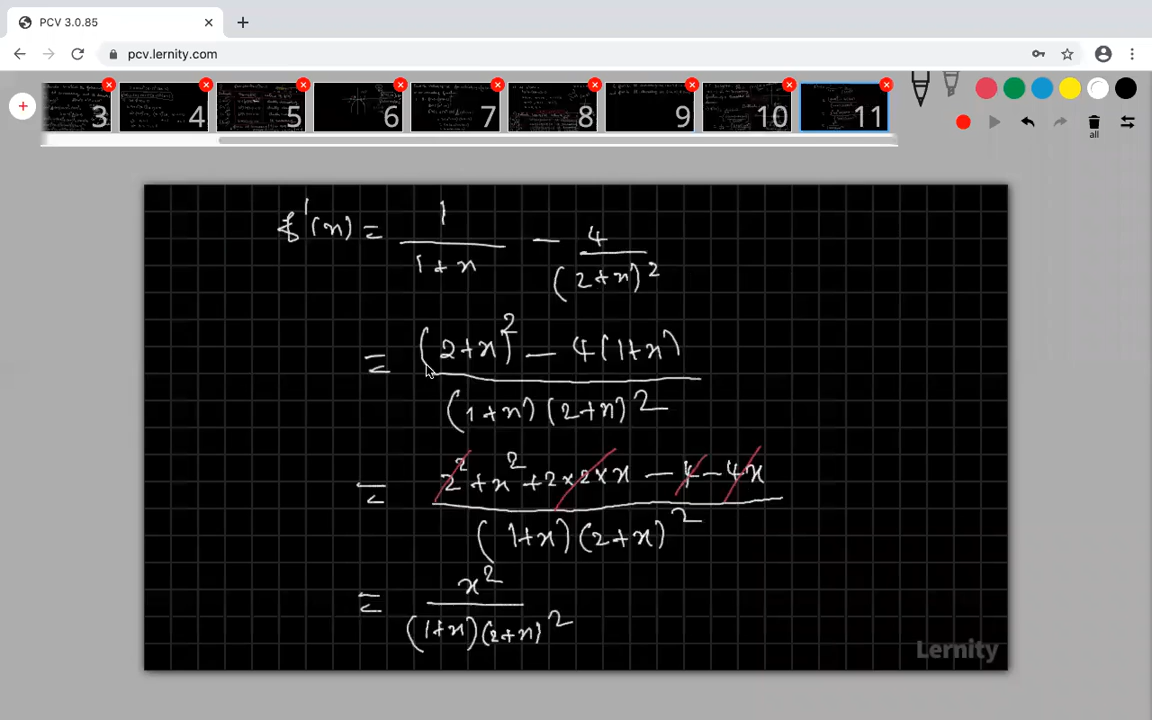 PCV 3.0.85
pcv.lernity.com
3 4 5 6 7 8 9 10 11
all
f'(x) = 1/(1+x) - 4/(2+x)²
= ((2+x)² - 4(1+x))/((1+x)(2+x)²)
= (2²+x²+2×2×x - 4 - 4x)/((1+x)(2+x)²)
= x²/((1+x)(2+x)²)
Lernity